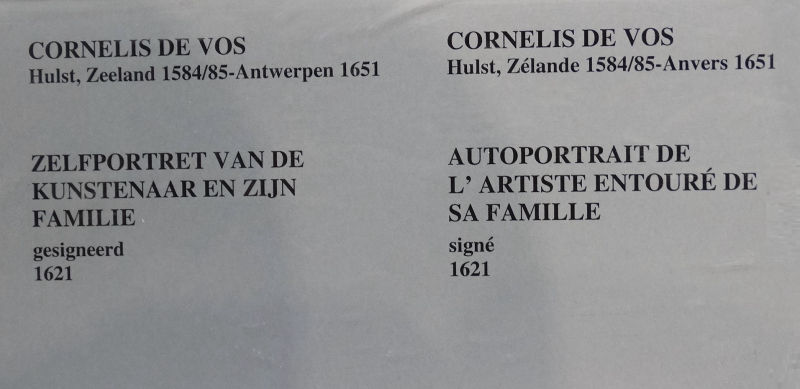 CORNELIS DE VOS
Hulst, Zeeland 1584/85-Antwerpen 1651
ZELFPORTRET VAN DE
KUNSTENAAR EN ZIJN
FAMILIE
gesigneerd
1621
CORNELIS DE VOS
Hulst, Zélande 1584/85-Anvers 1651
AUTOPORTRAIT DE
L' ARTISTE ENTOURÉ DE
SA FAMILLE
signé
1621